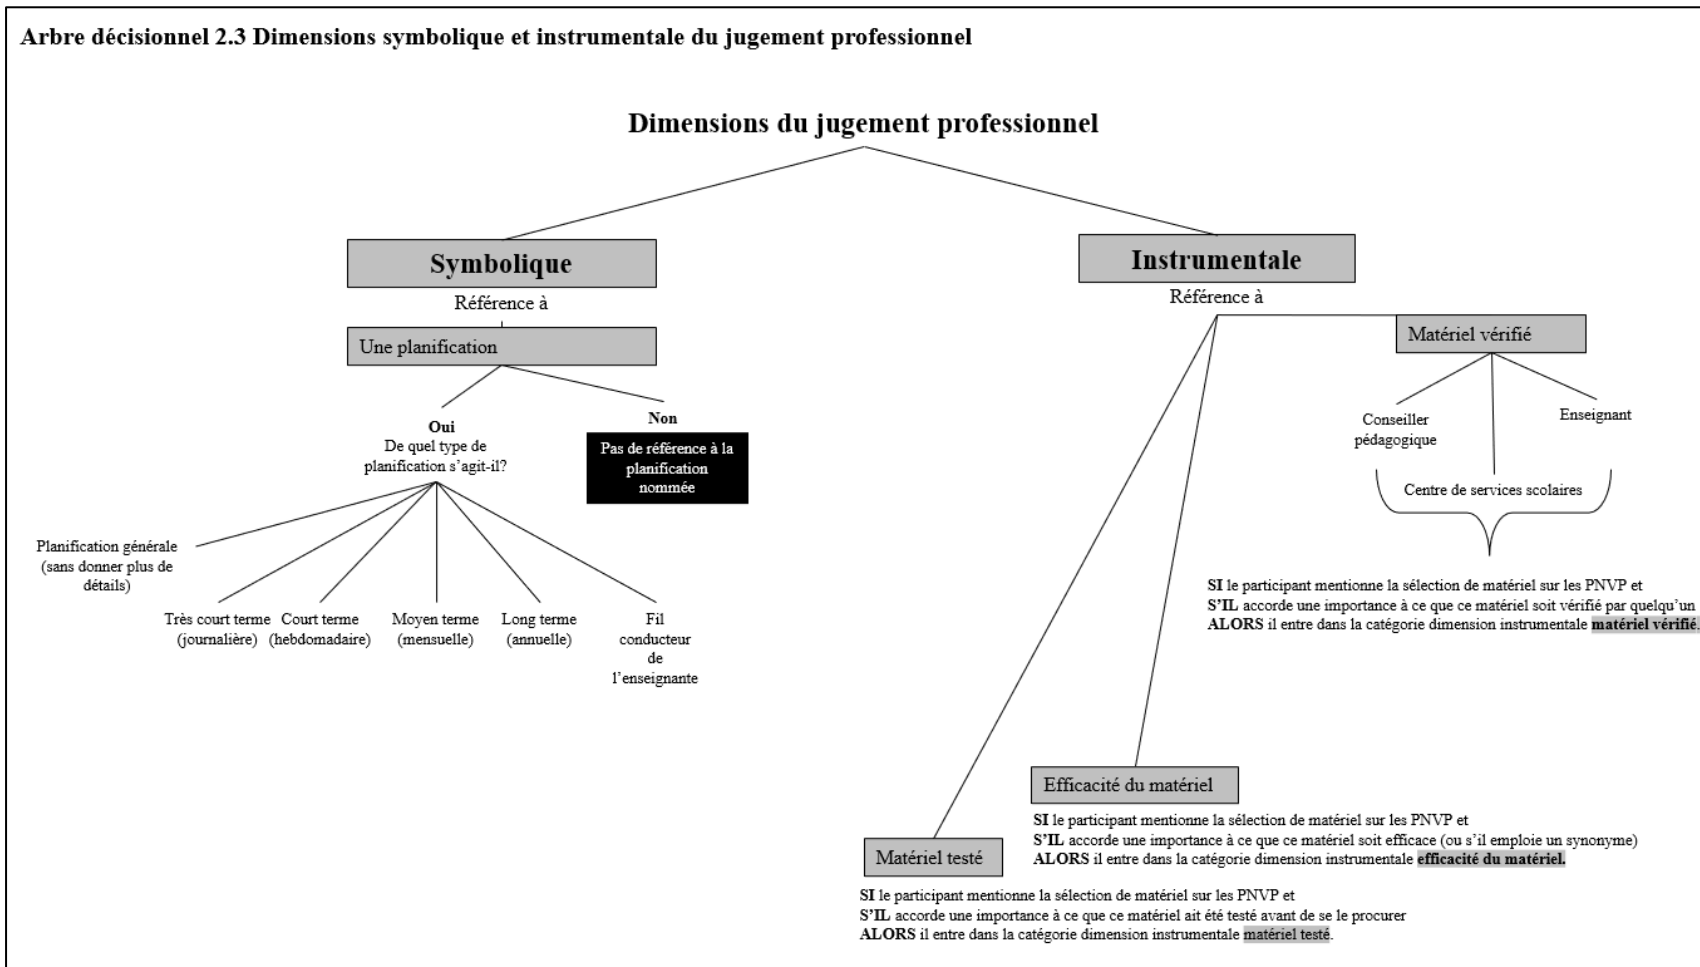 Arbre décisionnel 2.3 Dimensions symbolique et instrumentale du jugement professionnel
Dimensions du jugement professionnel
Symbolique
Référence à
Une planification
Oui
De quel type de
planification s’agit-il?
Non
Pas de référence à la
planification
nommée
Planification générale
(sans donner plus de
détails)
Très court terme
(journalière)
Court terme
(hebdomadaire)
Moyen terme
(mensuelle)
Long terme
(annuelle)
Fil
conducteur
de
l’enseignante
Instrumentale
Référence à
Matériel vérifié
Conseiller
pédagogique
Enseignant
Centre de services scolaires
SI le participant mentionne la sélection de matériel sur les PNVP et
S’IL accorde une importance à ce que ce matériel soit vérifié par quelqu’un
ALORS il entre dans la catégorie dimension instrumentale matériel vérifié.
Efficacité du matériel
SI le participant mentionne la sélection de matériel sur les PNVP et
S’IL accorde une importance à ce que ce matériel soit efficace (ou s’il emploie un synonyme)
ALORS il entre dans la catégorie dimension instrumentale efficacité du matériel.
Matériel testé
SI le participant mentionne la sélection de matériel sur les PNVP et
S’IL accorde une importance à ce que ce matériel ait été testé avant de se le procurer
ALORS il entre dans la catégorie dimension instrumentale matériel testé.